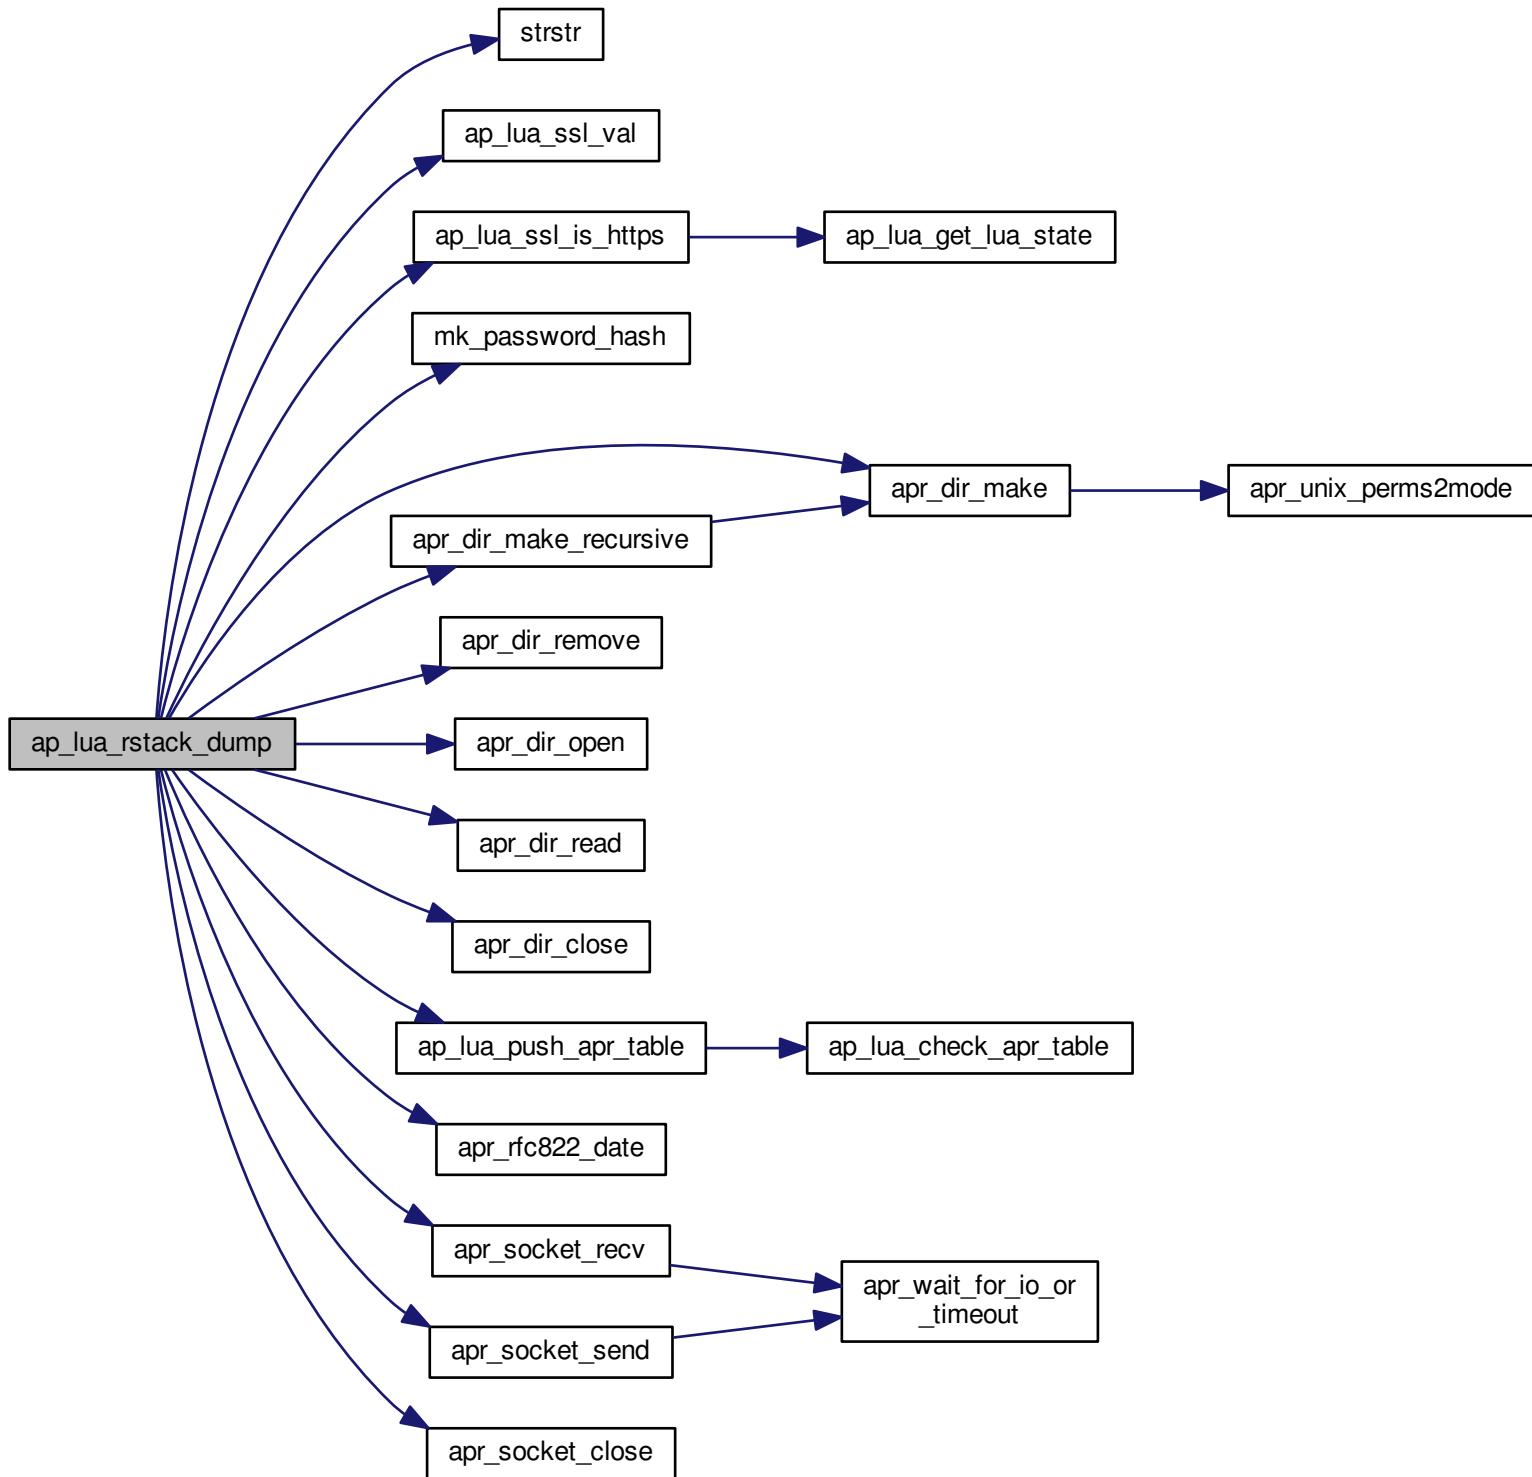 strstr
ap_lua_ssl_val
ap_lua_ssl_is_https
ap_lua_get_lua_state
mk_password_hash
apr_dir_make
apr_unix_perms2mode
apr_dir_make_recursive
apr_dir_remove
ap_lua_rstack_dump
apr_dir_open
apr_dir_read
apr_dir_close
ap_lua_push_apr_table
ap_lua_check_apr_table
apr_rfc822_date
apr_socket_recv
apr_wait_for_io_or
_timeout
apr_socket_send
apr_socket_close